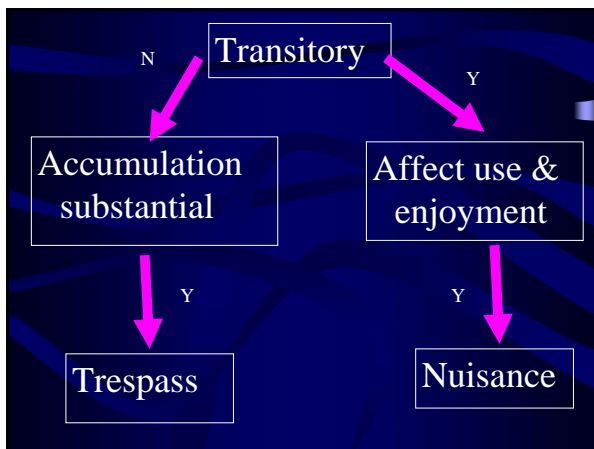 Transitory
N
Y
Accumulation
substantial
Affect use &
enjoyment
Y
Y
Trespass
Nuisance